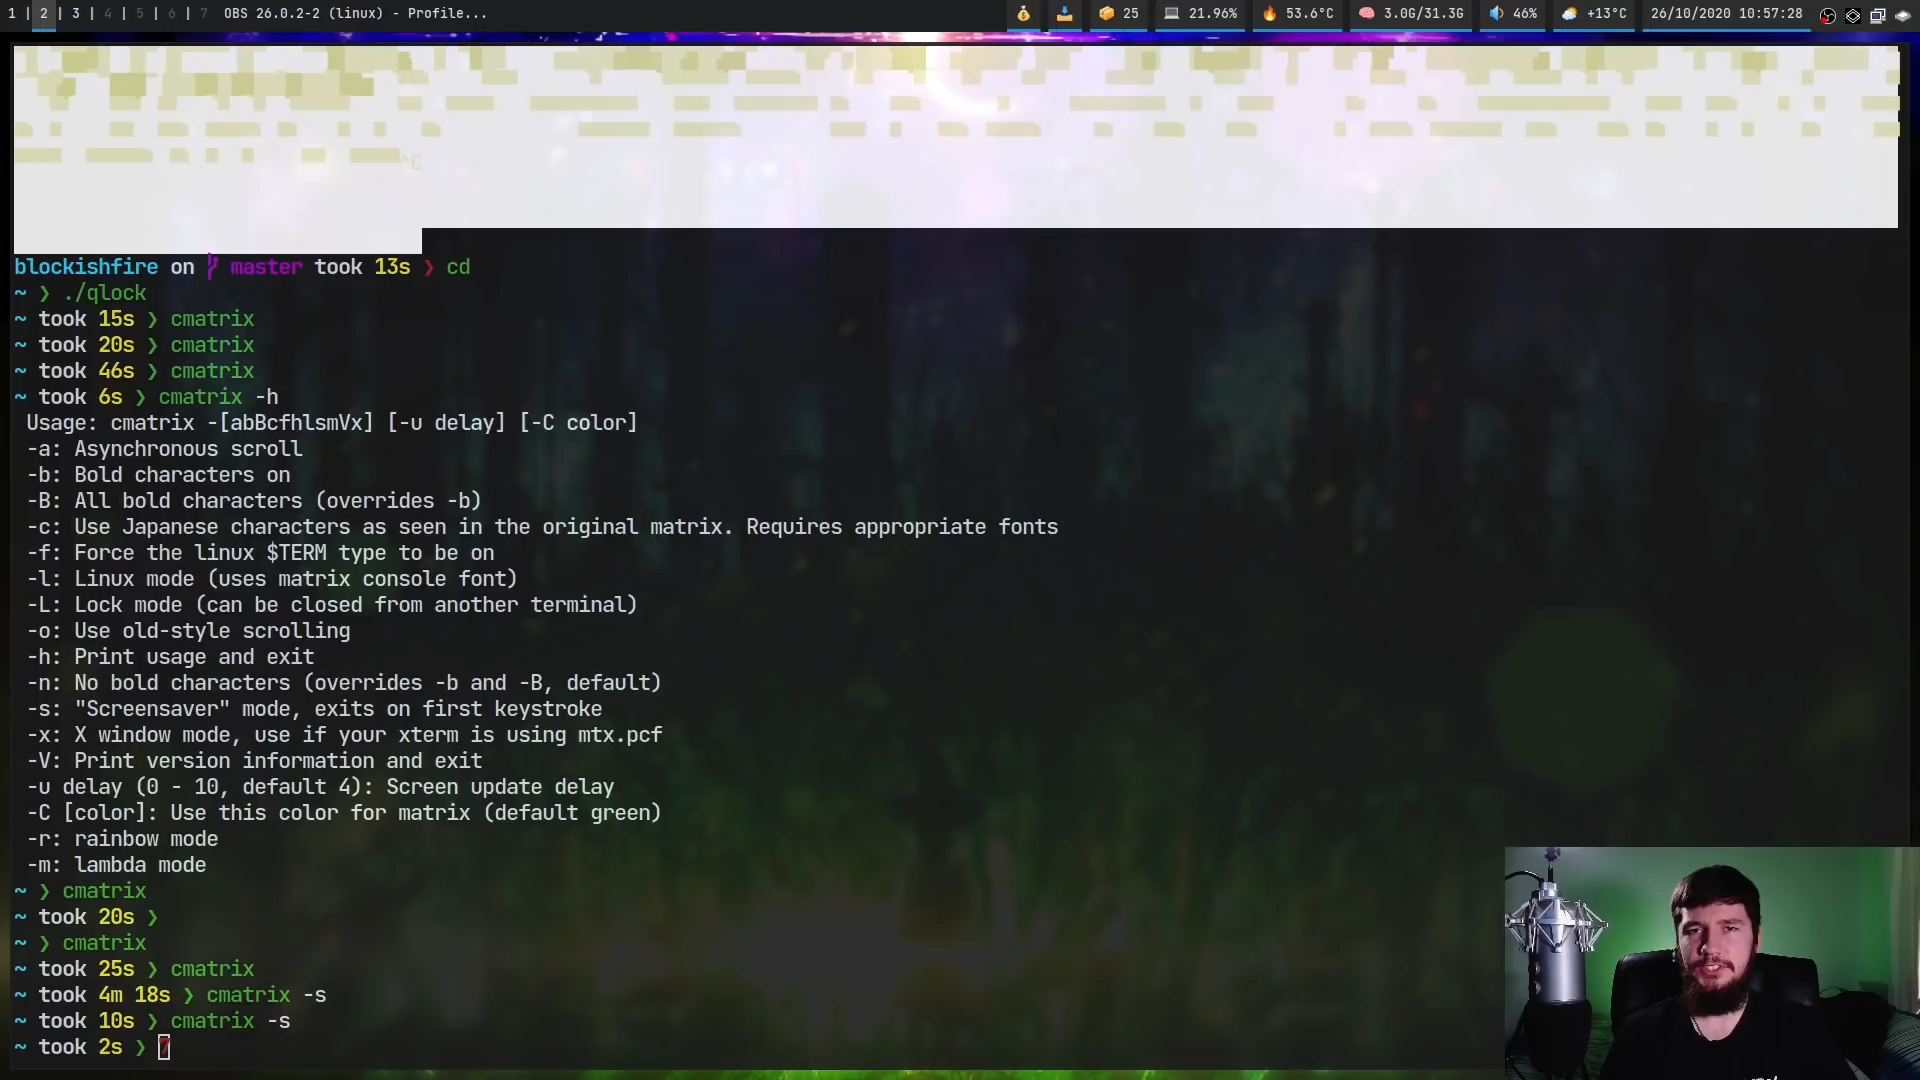 1 | 2 | 3 | 4 | 5 | 6 | 7 OBS 26.0.2-2 (linux) - Profile... 25 21.96% 53.6°C 3.0G/31.3G 46% +13°C 26/10/2020 10:57:28
^C
blockishfire on master took 13s ❯ cd
~ ❯ ./qlock
~ took 15s ❯ cmatrix
~ took 20s ❯ cmatrix
~ took 46s ❯ cmatrix
~ took 6s ❯ cmatrix -h
Usage: cmatrix -[abBcfhlsmVx] [-u delay] [-C color]
-a: Asynchronous scroll
-b: Bold characters on
-B: All bold characters (overrides -b)
-c: Use Japanese characters as seen in the original matrix. Requires appropriate fonts
-f: Force the linux $TERM type to be on
-l: Linux mode (uses matrix console font)
-L: Lock mode (can be closed from another terminal)
-o: Use old-style scrolling
-h: Print usage and exit
-n: No bold characters (overrides -b and -B, default)
-s: "Screensaver" mode, exits on first keystroke
-x: X window mode, use if your xterm is using mtx.pcf
-V: Print version information and exit
-u delay (0 - 10, default 4): Screen update delay
-C [color]: Use this color for matrix (default green)
-r: rainbow mode
-m: lambda mode
~ ❯ cmatrix
~ took 20s ❯
~ ❯ cmatrix
~ took 25s ❯ cmatrix
~ took 4m 18s ❯ cmatrix -s
~ took 10s ❯ cmatrix -s
~ took 2s ❯ 7